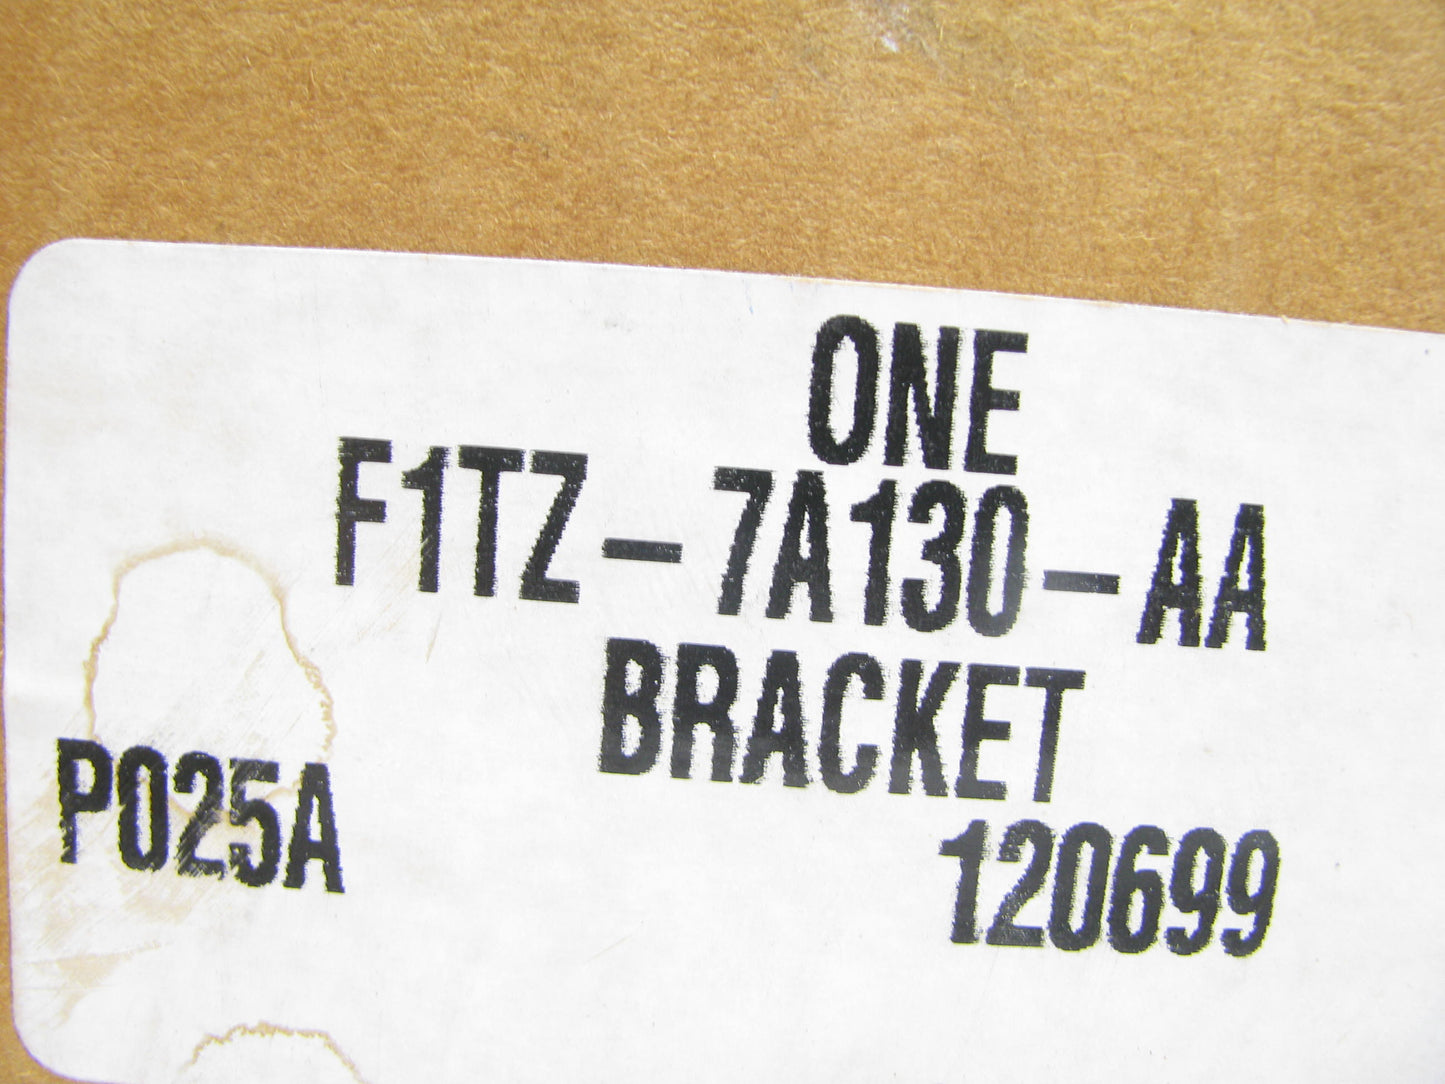 ONE
F1TZ-7A130-AA
BRACKET
P025A
120699